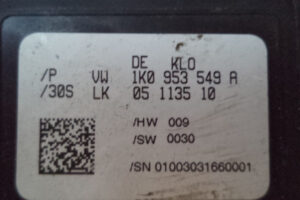 DE KLO
/P VW 1K0 953 549 A
/30S LK 05 1135 10
/HW 009
/SW 0030
/SN 01003031660001